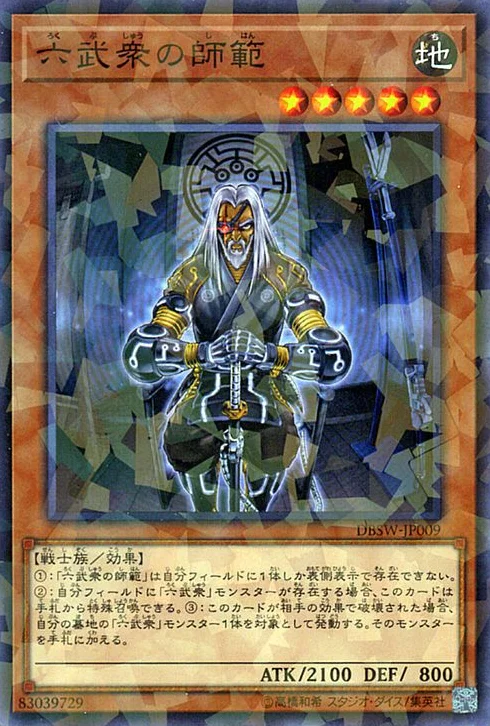 六武衆の師範
地
DBSW-JP009
【戦士族/効果】
①:「六武衆の師範」は自分フィールドに1体しか表側表示で存在できない。
②:自分フィールドに「六武衆」モンスターが存在する場合、このカードは
手札から特殊召喚できる。③:このカードが相手の効果で破壊された場合、
自分の墓地の「六武衆」モンスター1体を対象として発動する。そのモンスター
を手札に加える。
ATK/2100 DEF/ 800
83039729 ©高橋和希 スタジオ・ダイス/集英社